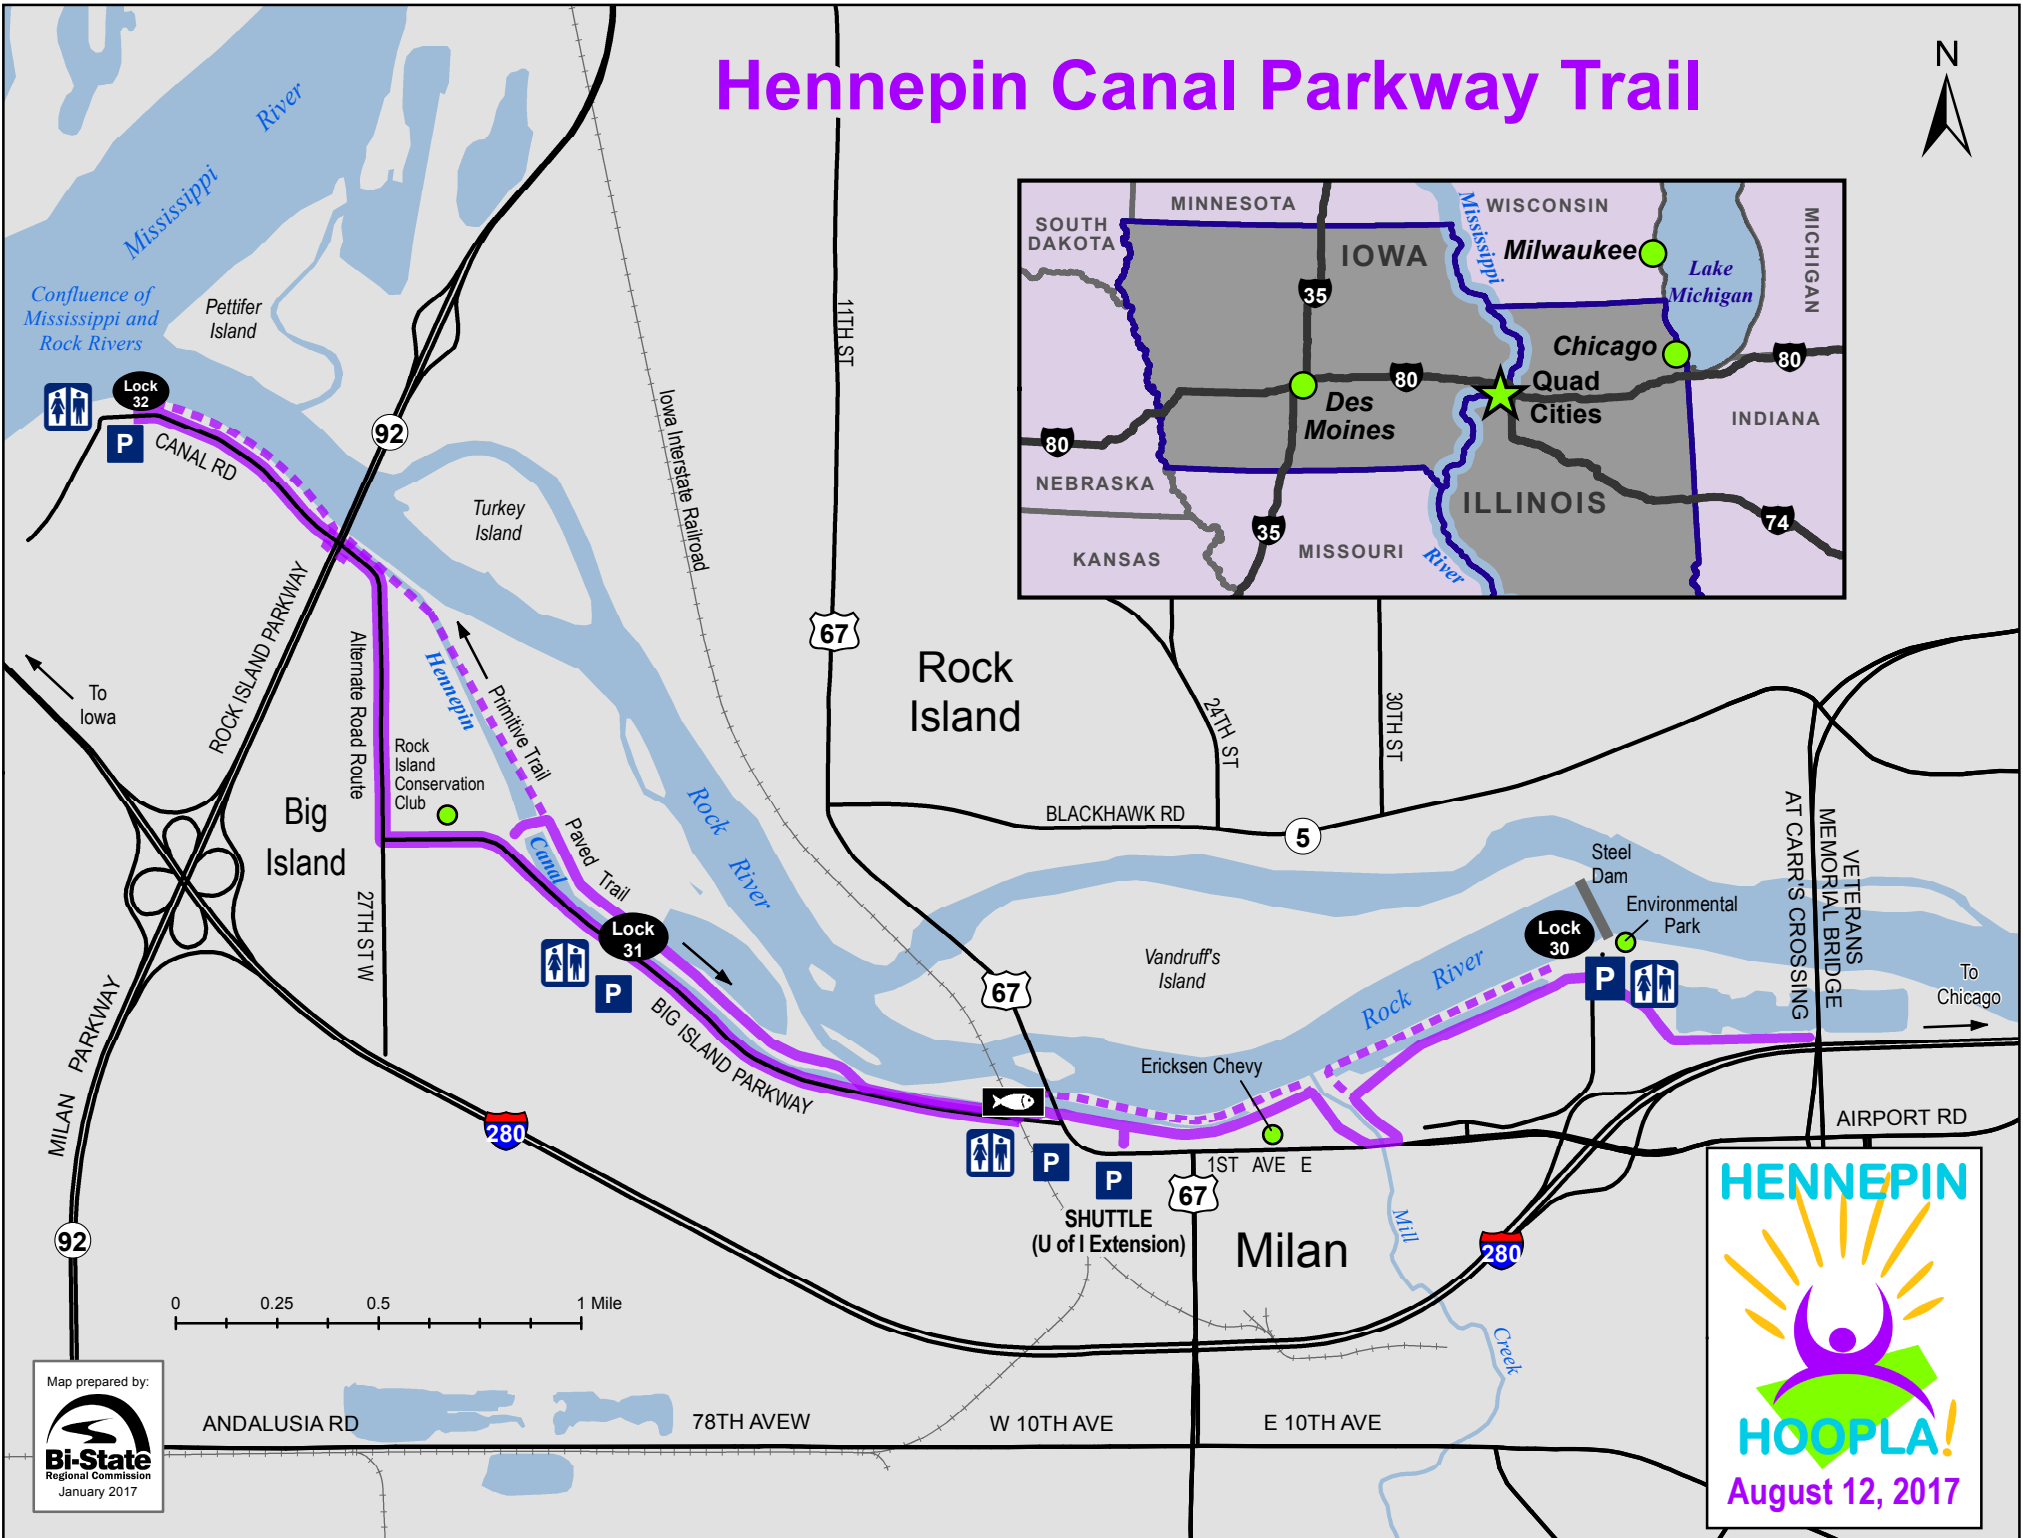 Hennepin Canal Parkway Trail
N
Mississippi
River
Confluence of
Mississippi and
Rock Rivers
Pettifer
Island
Lock
32
P
CANAL RD
92
Turkey
Island
Iowa Interstate Railroad
11TH ST
67
SOUTH
DAKOTA
MINNESOTA
WISCONSIN
MICHIGAN
IOWA
Mississippi
Milwaukee
Lake
Michigan
35
Chicago
80
80
Quad
Cities
Des
Moines
INDIANA
80
NEBRASKA
ILLINOIS
74
35
KANSAS
MISSOURI
River
ROCK ISLAND PARKWAY
To
Iowa
Alternate Road Route
Hennepin
Primitive Trail
Rock
Island
Conservation
Club
Big
Island
27TH ST W
Canal
Paved
Trail
Lock
31
P
BIG ISLAND PARKWAY
Rock
River
Rock
Island
24TH ST
30TH ST
BLACKHAWK RD
5
Steel
Dam
Environmental
Park
Lock
30
P
AT CARR'S CROSSING
VETERANS
MEMORIAL BRIDGE
To
Chicago
Vandruff's
Island
Rock River
67
Ericksen Chevy
MILAN PARKWAY
280
P
P
1ST AVE E
67
SHUTTLE
(U of I Extension)
Milan
Mill
Creek
280
AIRPORT RD
92
0 0.25 0.5 1 Mile
Map prepared by:
Bi-State
Regional Commission
January 2017
ANDALUSIA RD
78TH AVEW
W 10TH AVE
E 10TH AVE
HENNEPIN
HOOPLA!
August 12, 2017